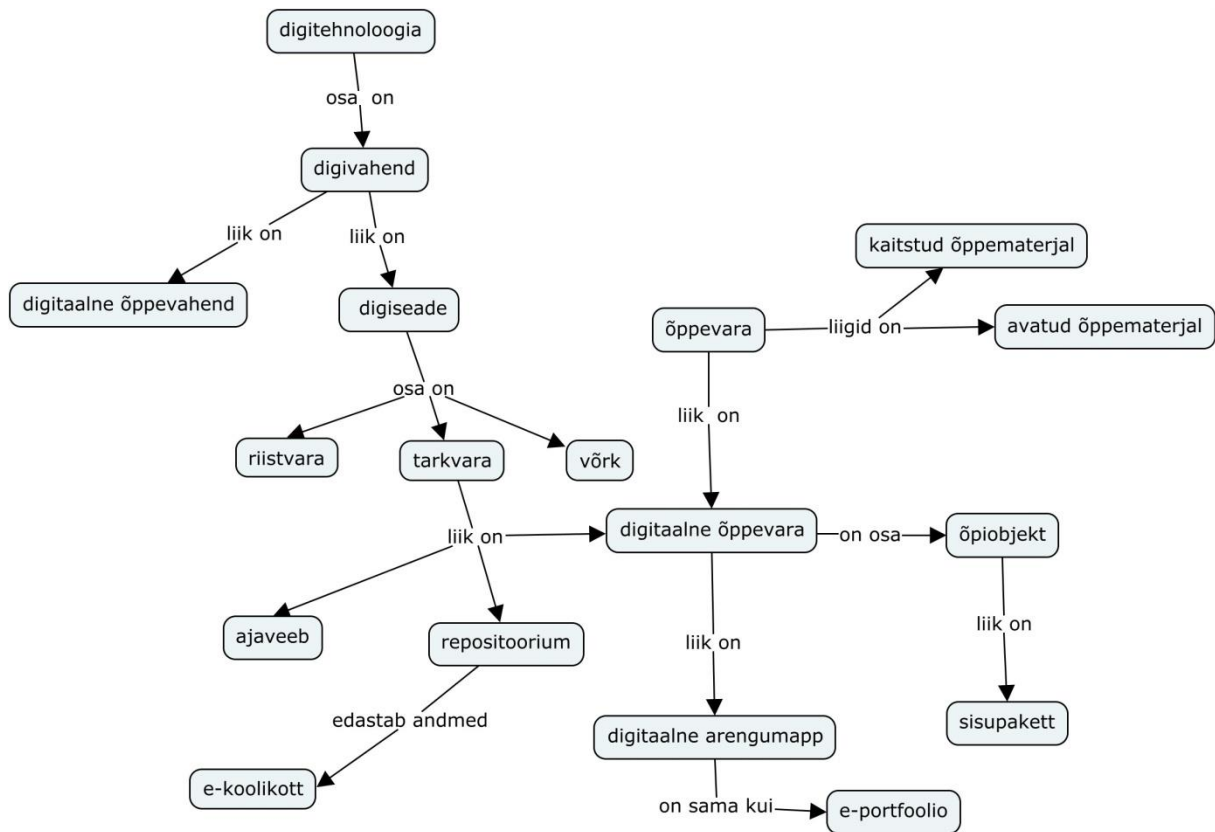 digitehnoloogia
osa on
digivahend
liik on
liik on
kaitstud õppematerjal
digitaalne õppevahend
digiseade
õppevara
liigid on
avatud õppematerjal
osa on
liik on
riistvara
tarkvara
võrk
liik on
digitaalne õppevara
on osa
õpiobjekt
ajaveeb
repositoorium
liik on
liik on
edastab andmed
digitaalne arengumapp
sisupakett
e-koolikott
on sama kui
e-portfoolio